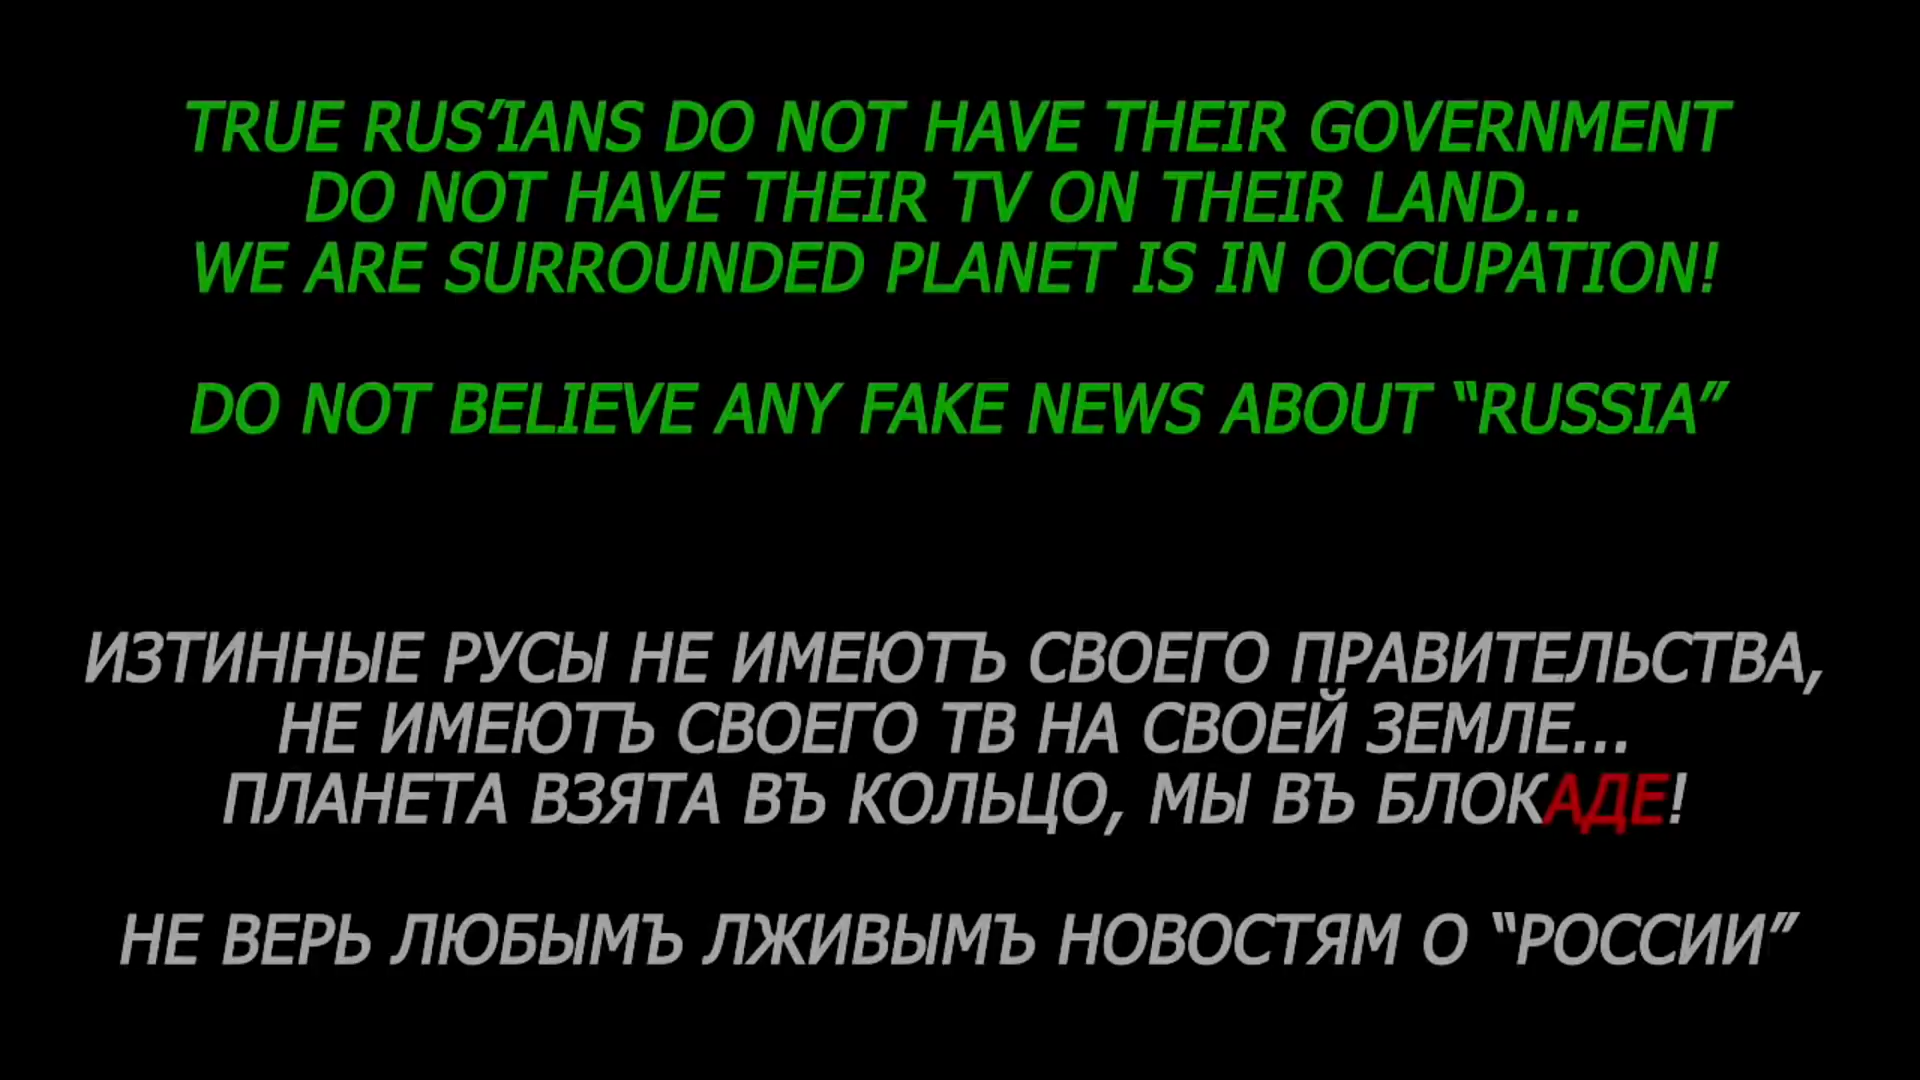 TRUE RUS’IANS DO NOT HAVE THEIR GOVERNMENT
DO NOT HAVE THEIR TV ON THEIR LAND...
WE ARE SURROUNDED PLANET IS IN OCCUPATION!
DO NOT BELIEVE ANY FAKE NEWS ABOUT “RUSSIA”
ИЗТИННЫЕ РУСЫ НЕ ИМЕЮТЪ СВОЕГО ПРАВИТЕЛЬСТВА,
НЕ ИМЕЮТЪ СВОЕГО ТВ НА СВОЕЙ ЗЕМЛЕ...
ПЛАНЕТА ВЗЯТА ВЪ КОЛЬЦО, МЫ ВЪ БЛОКАДЕ!
НЕ ВЕРЬ ЛЮБЫМЪ ЛЖИВЫМЪ НОВОСТЯМ О “РОССИИ”